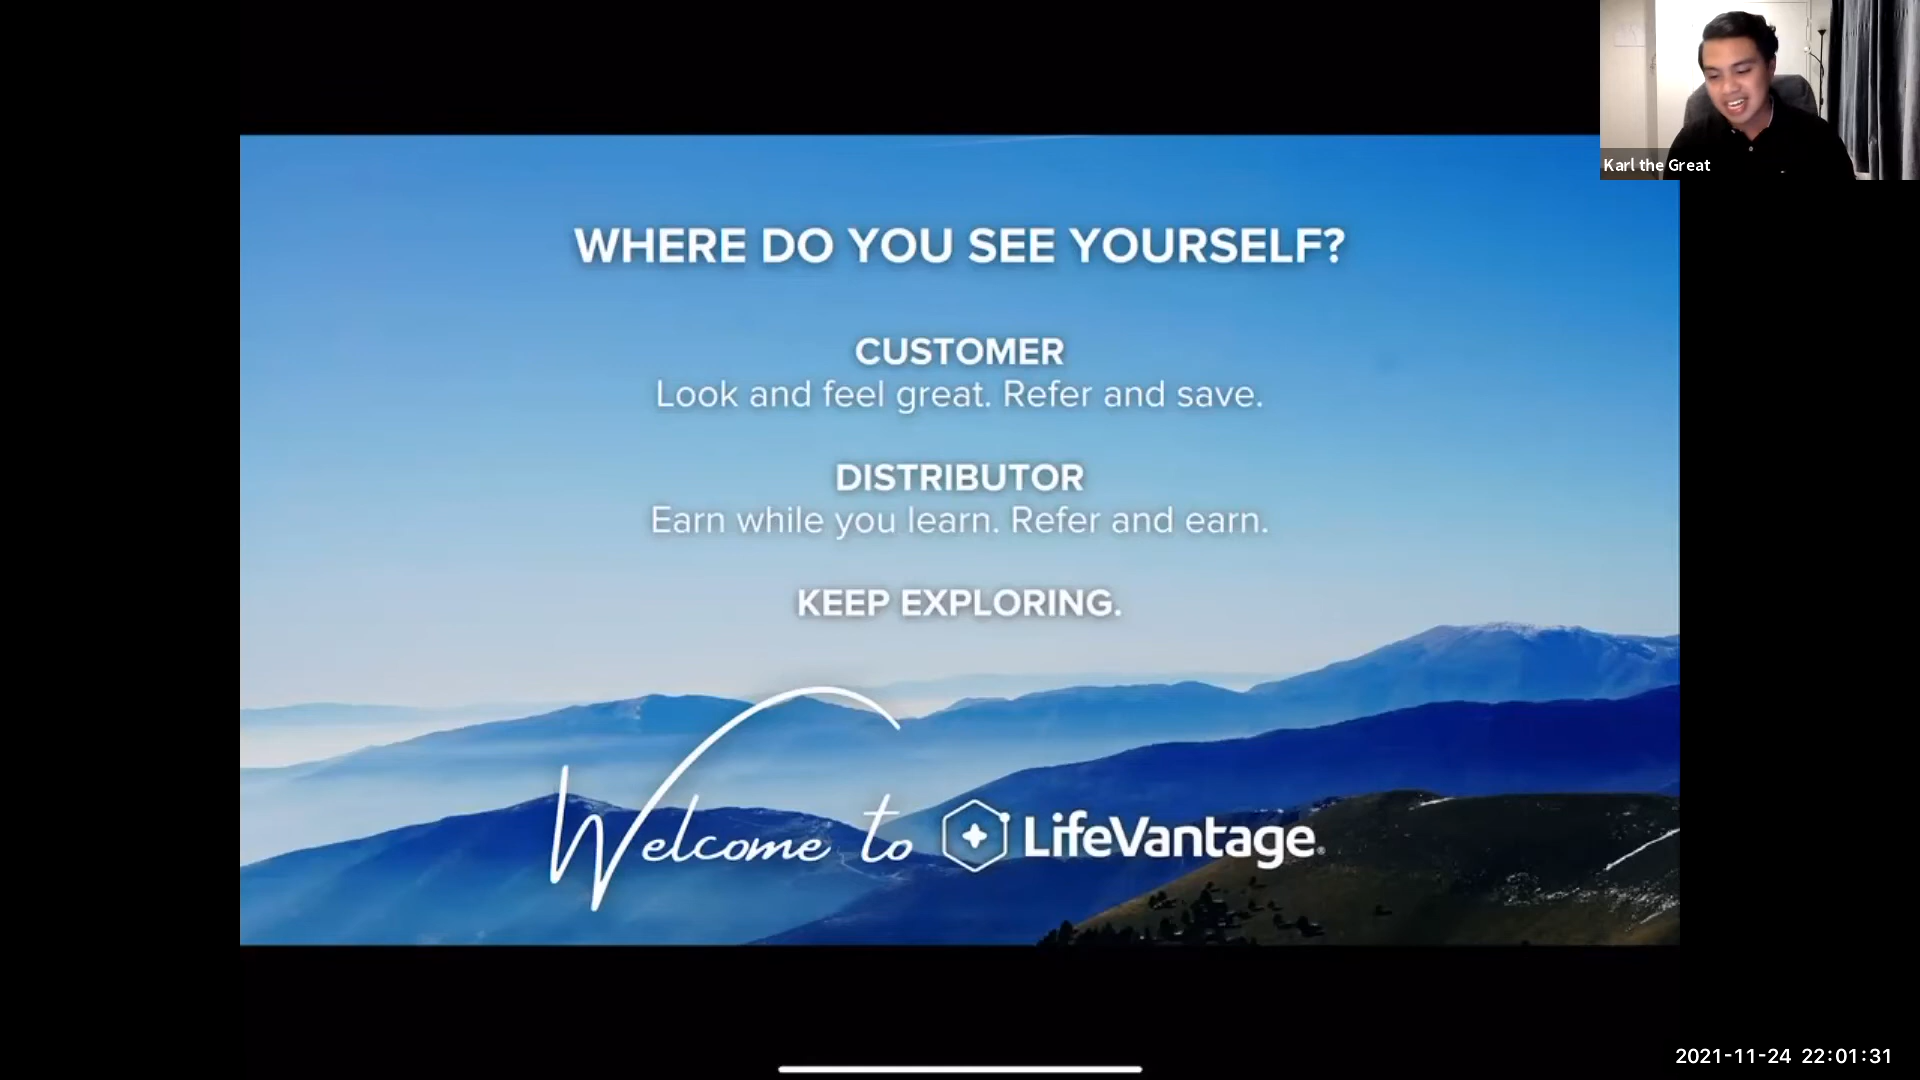 Karl the Great
WHERE DO YOU SEE YOURSELF?
CUSTOMER
Look and feel great. Refer and save.
DISTRIBUTOR
Earn while you learn. Refer and earn.
KEEP EXPLORING.
Welcome to LifeVantage®
2021-11-24 22:01:31